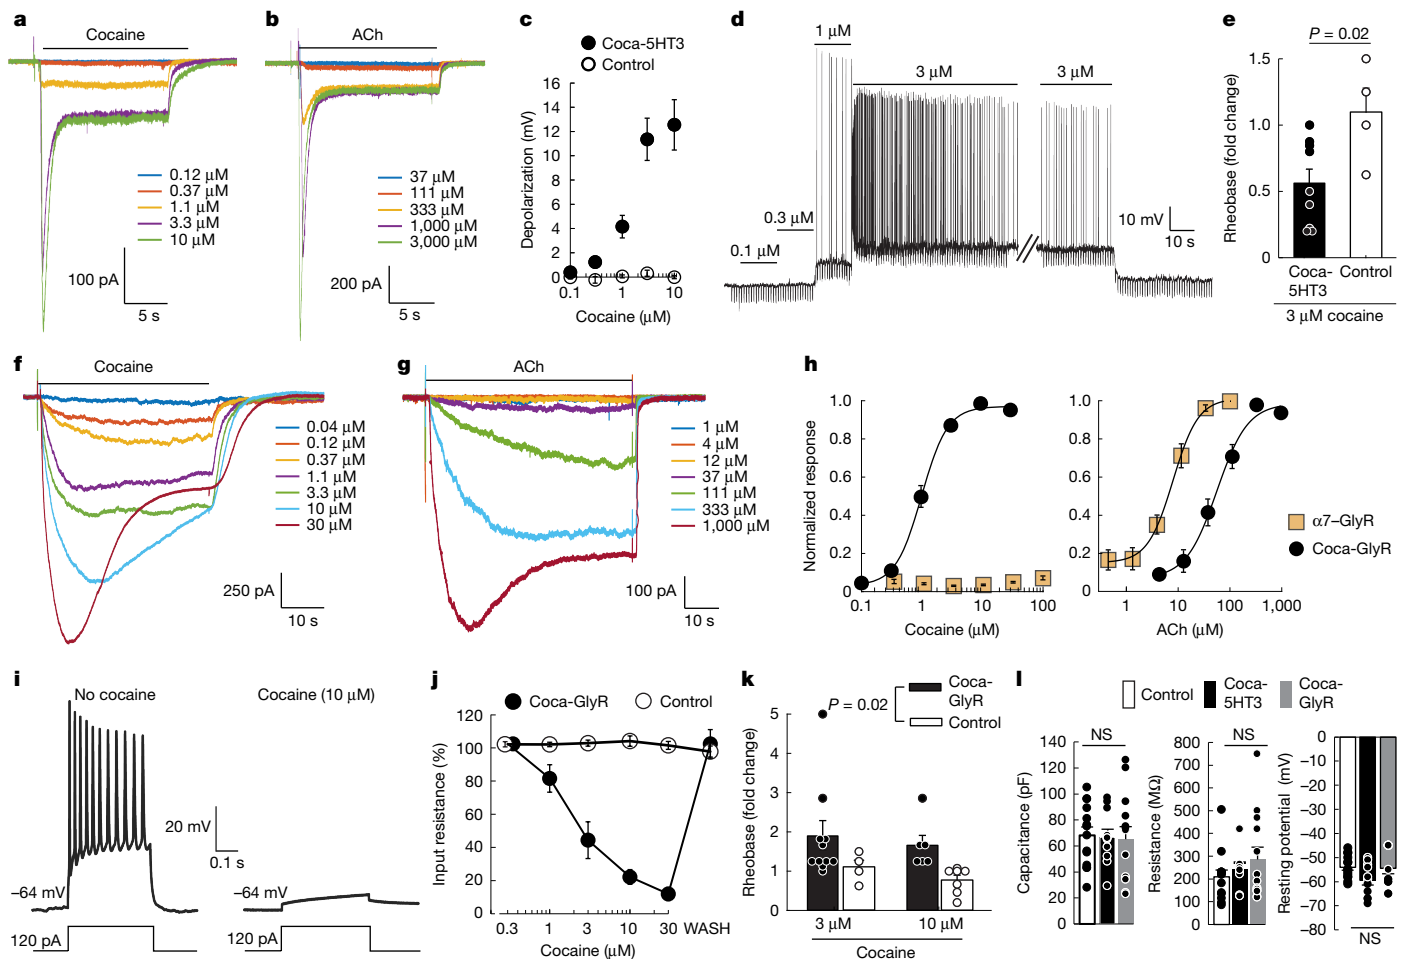 a
Cocaine
0.12 µM
0.37 µM
1.1 µM
3.3 µM
10 µM
100 pA
5 s
b
ACh
37 µM
111 µM
333 µM
1,000 µM
3,000 µM
200 pA
5 s
c
Coca-5HT3
Control
Depolarization (mV)
16
14
12
10
8
6
4
2
0
0.1
1
10
Cocaine (µM)
d
1 µM
3 µM
3 µM
0.3 µM
0.1 µM
10 mV
10 s
e
P = 0.02
Rheobase (fold change)
1.5
1.0
0.5
0
Coca-
5HT3
Control
3 µM cocaine
f
Cocaine
0.04 µM
0.12 µM
0.37 µM
1.1 µM
3.3 µM
10 µM
30 µM
250 pA
10 s
g
ACh
1 µM
4 µM
12 µM
37 µM
111 µM
333 µM
1,000 µM
100 pA
10 s
h
Normalized response
1.0
0.8
0.6
0.4
0.2
0
0.1
1
10
100
Cocaine (µM)
1.0
0.8
0.6
0.4
0.2
0
1
10
100
1,000
ACh (µM)
α7–GlyR
Coca-GlyR
i
No cocaine
Cocaine (10 µM)
20 mV
0.1 s
–64 mV
–64 mV
120 pA
120 pA
j
Coca-GlyR
Control
Input resistance (%)
120
100
80
60
40
20
0
0.3
1
3
10
30
WASH
Cocaine (µM)
k
P = 0.02
Coca-
GlyR
Control
Rheobase (fold change)
5
4
3
2
1
0
3 µM
10 µM
Cocaine
l
Control
Coca-
5HT3
Coca-
GlyR
NS
Capacitance (pF)
140
120
100
80
60
40
20
0
NS
Resistance (MΩ)
800
700
600
500
400
300
200
100
0
Resting potential (mV)
0
–10
–20
–30
–40
–50
–60
–70
–80
NS